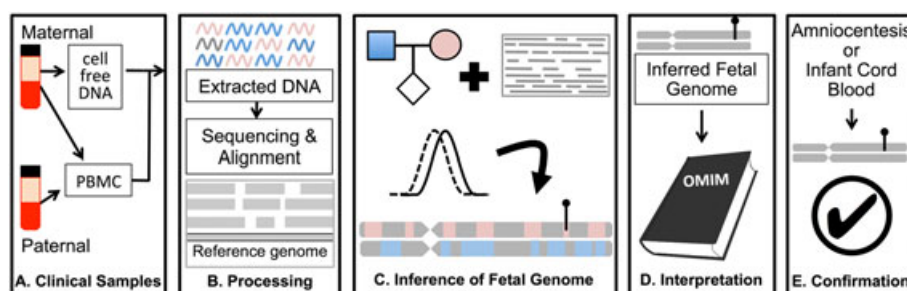 Maternal
cell
free
DNA
PBMC
Paternal
A. Clinical Samples
Extracted DNA
Sequencing &
Alignment
Reference genome
B. Processing
C. Inference of Fetal Genome
Inferred Fetal
Genome
OMIM
D. Interpretation
Amniocentesis
or
Infant Cord
Blood
E. Confirmation